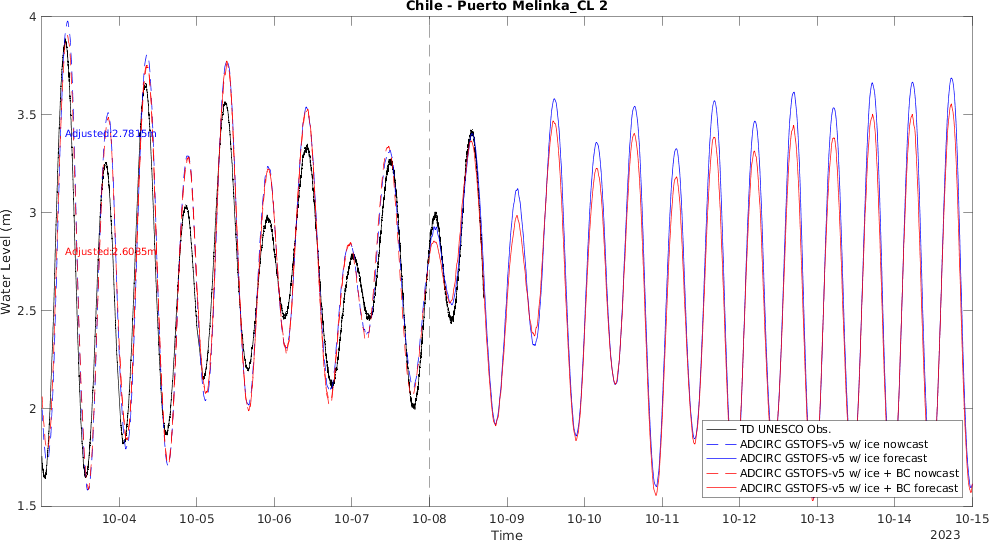 Chile - Puerto Melinka_CL 2
4
3.5
3
2.5
2
1.5
Water Level (m)
Adjusted:2.7815m
Adjusted:2.6085m
TD UNESCO Obs.
ADCIRC GSTOFS-v5 w/ ice nowcast
ADCIRC GSTOFS-v5 w/ ice forecast
ADCIRC GSTOFS-v5 w/ ice + BC nowcast
ADCIRC GSTOFS-v5 w/ ice + BC forecast
10-04 10-05 10-06 10-07 10-08 10-09 10-10 10-11 10-12 10-13 10-14 10-15
Time
2023